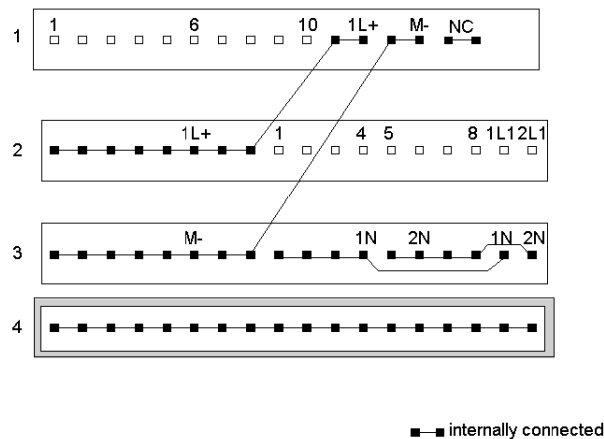 1 6 10 1L+ M- NC
1
1L+ 1 4 5 8 1L1 2L1
2
M- 1N 2N 1N 2N
3
4
internally connected